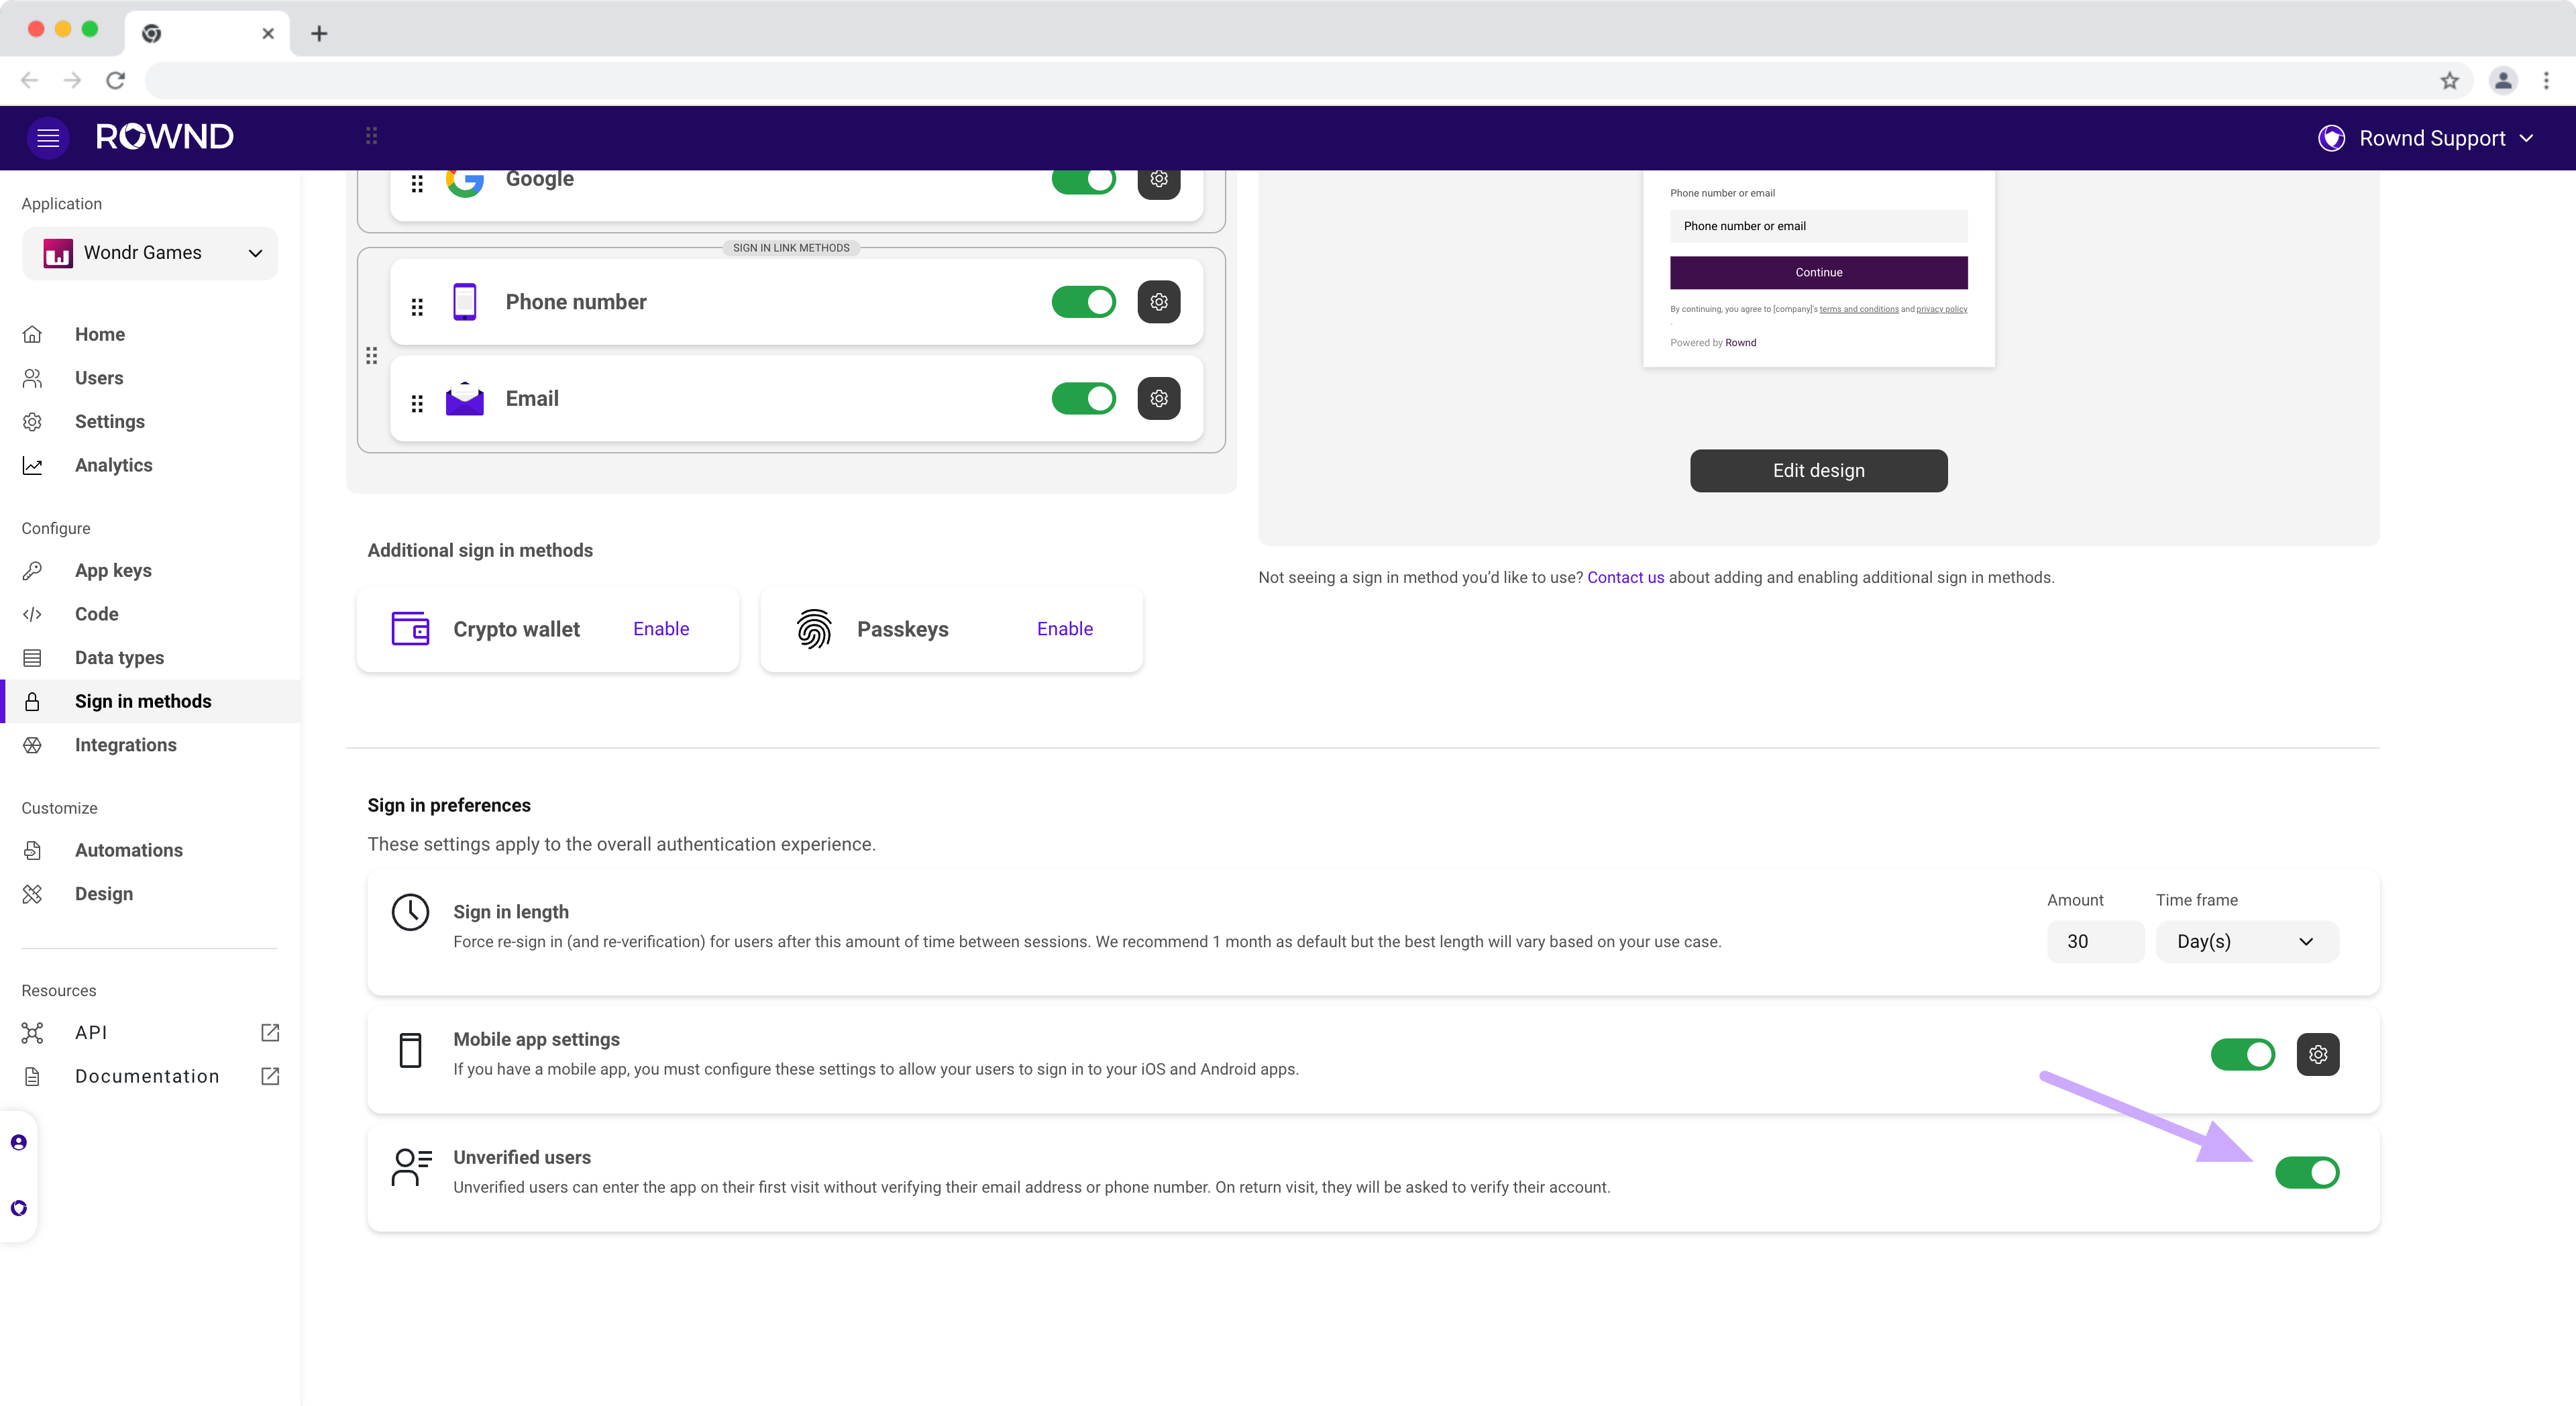 ROWND
Rownd Support
Application
Wondr Games
Home
Users
Settings
Analytics
Configure
App keys
Code
Data types
Sign in methods
Integrations
Customize
Automations
Design
Resources
API
Documentation
Google
SIGN IN LINK METHODS
Phone number
Email
Phone number or email
Phone number or email
Continue
By continuing, you agree to [company]'s terms and conditions and privacy policy
.
Powered by Rownd
Edit design
Additional sign in methods
Crypto wallet Enable
Passkeys Enable
Not seeing a sign in method you’d like to use? Contact us about adding and enabling additional sign in methods.
Sign in preferences
These settings apply to the overall authentication experience.
Sign in length
Force re-sign in (and re-verification) for users after this amount of time between sessions. We recommend 1 month as default but the best length will vary based on your use case.
Amount Time frame
30 Day(s)
Mobile app settings
If you have a mobile app, you must configure these settings to allow your users to sign in to your iOS and Android apps.
Unverified users
Unverified users can enter the app on their first visit without verifying their email address or phone number. On return visit, they will be asked to verify their account.